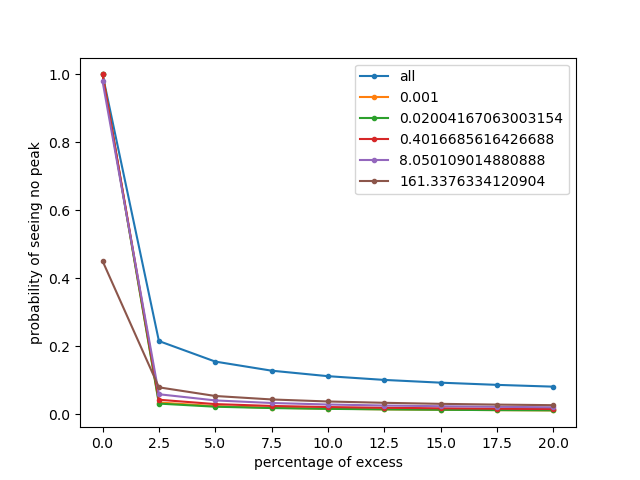 1.0
0.8
0.6
0.4
0.2
0.0
probability of seeing no peak
all
0.001
0.02004167063003154
0.4016685616426688
8.050109014880888
161.3376334120904
0.0 2.5 5.0 7.5 10.0 12.5 15.0 17.5 20.0
percentage of excess